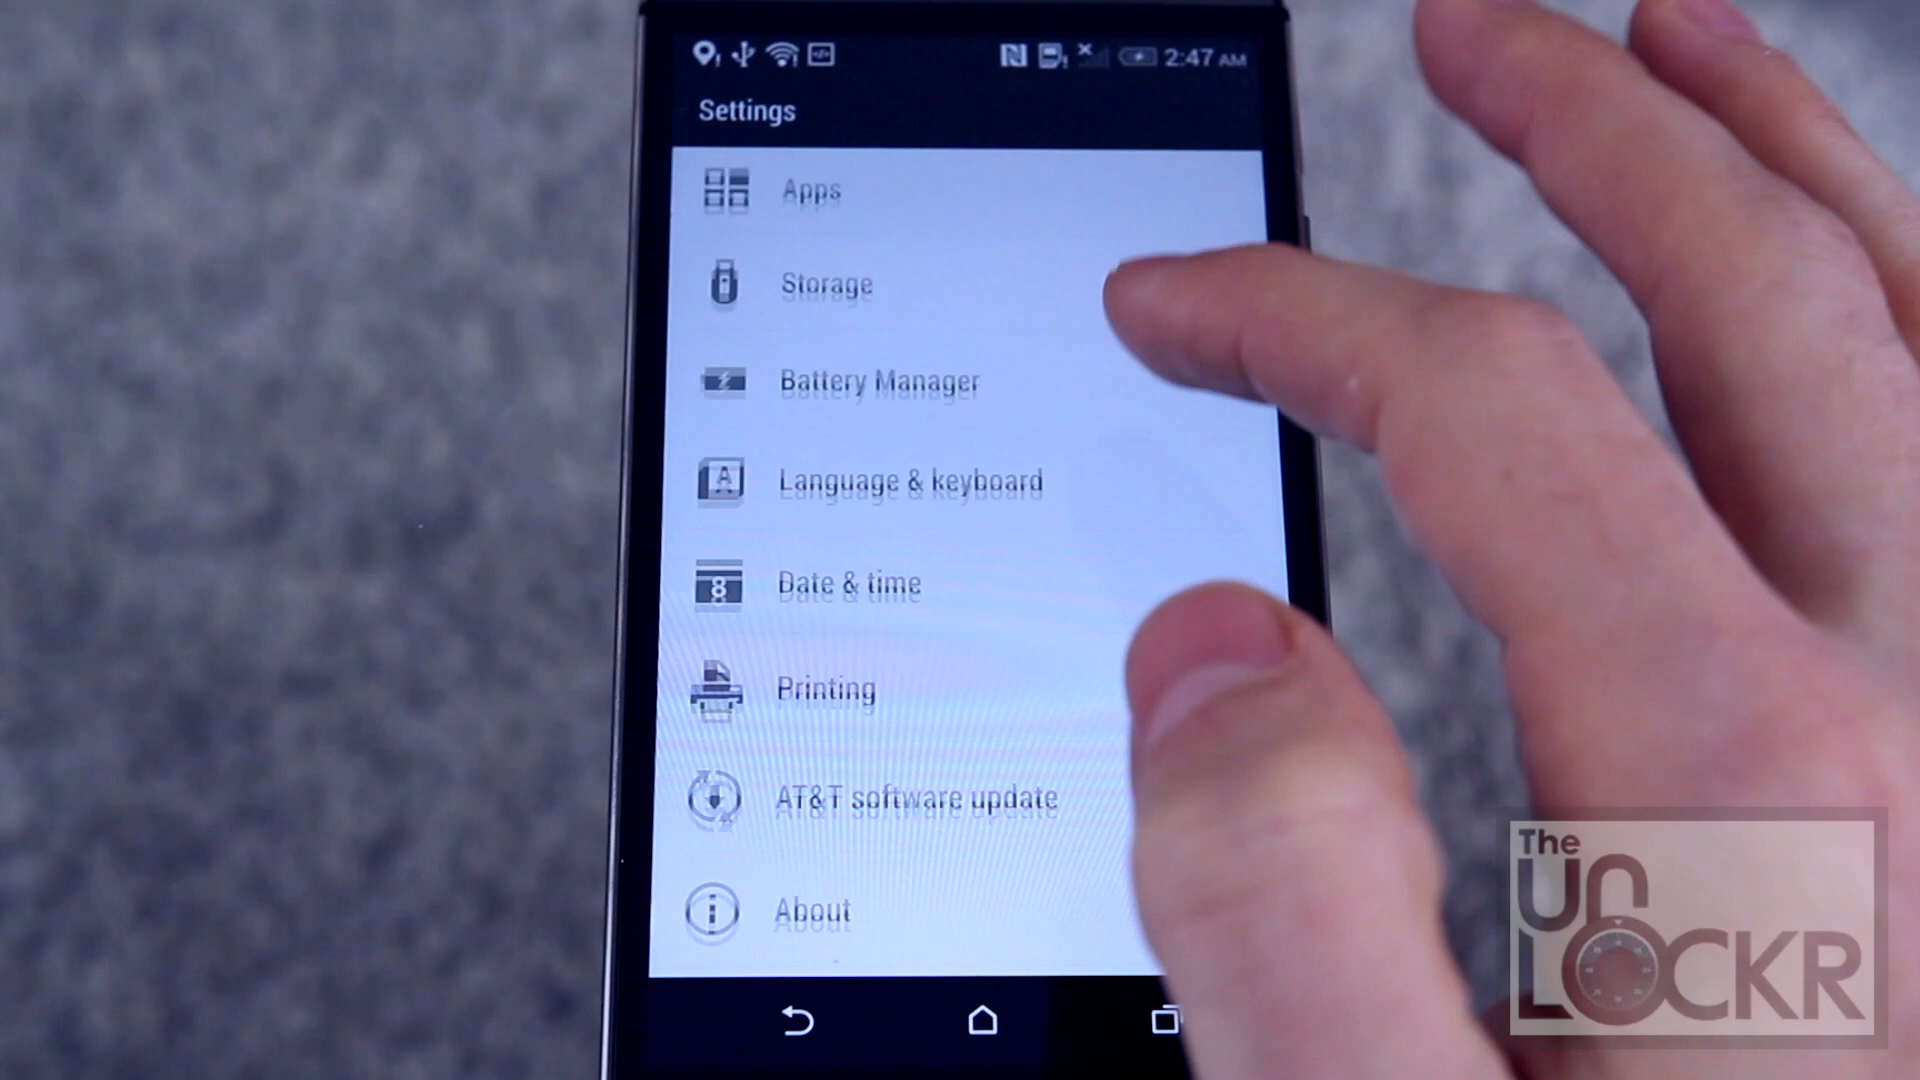 2:47 AM
Settings
Apps
Storage
Battery Manager
Language & keyboard
8
Date & time
Printing
AT&T software update
About
The
UnLOCKR